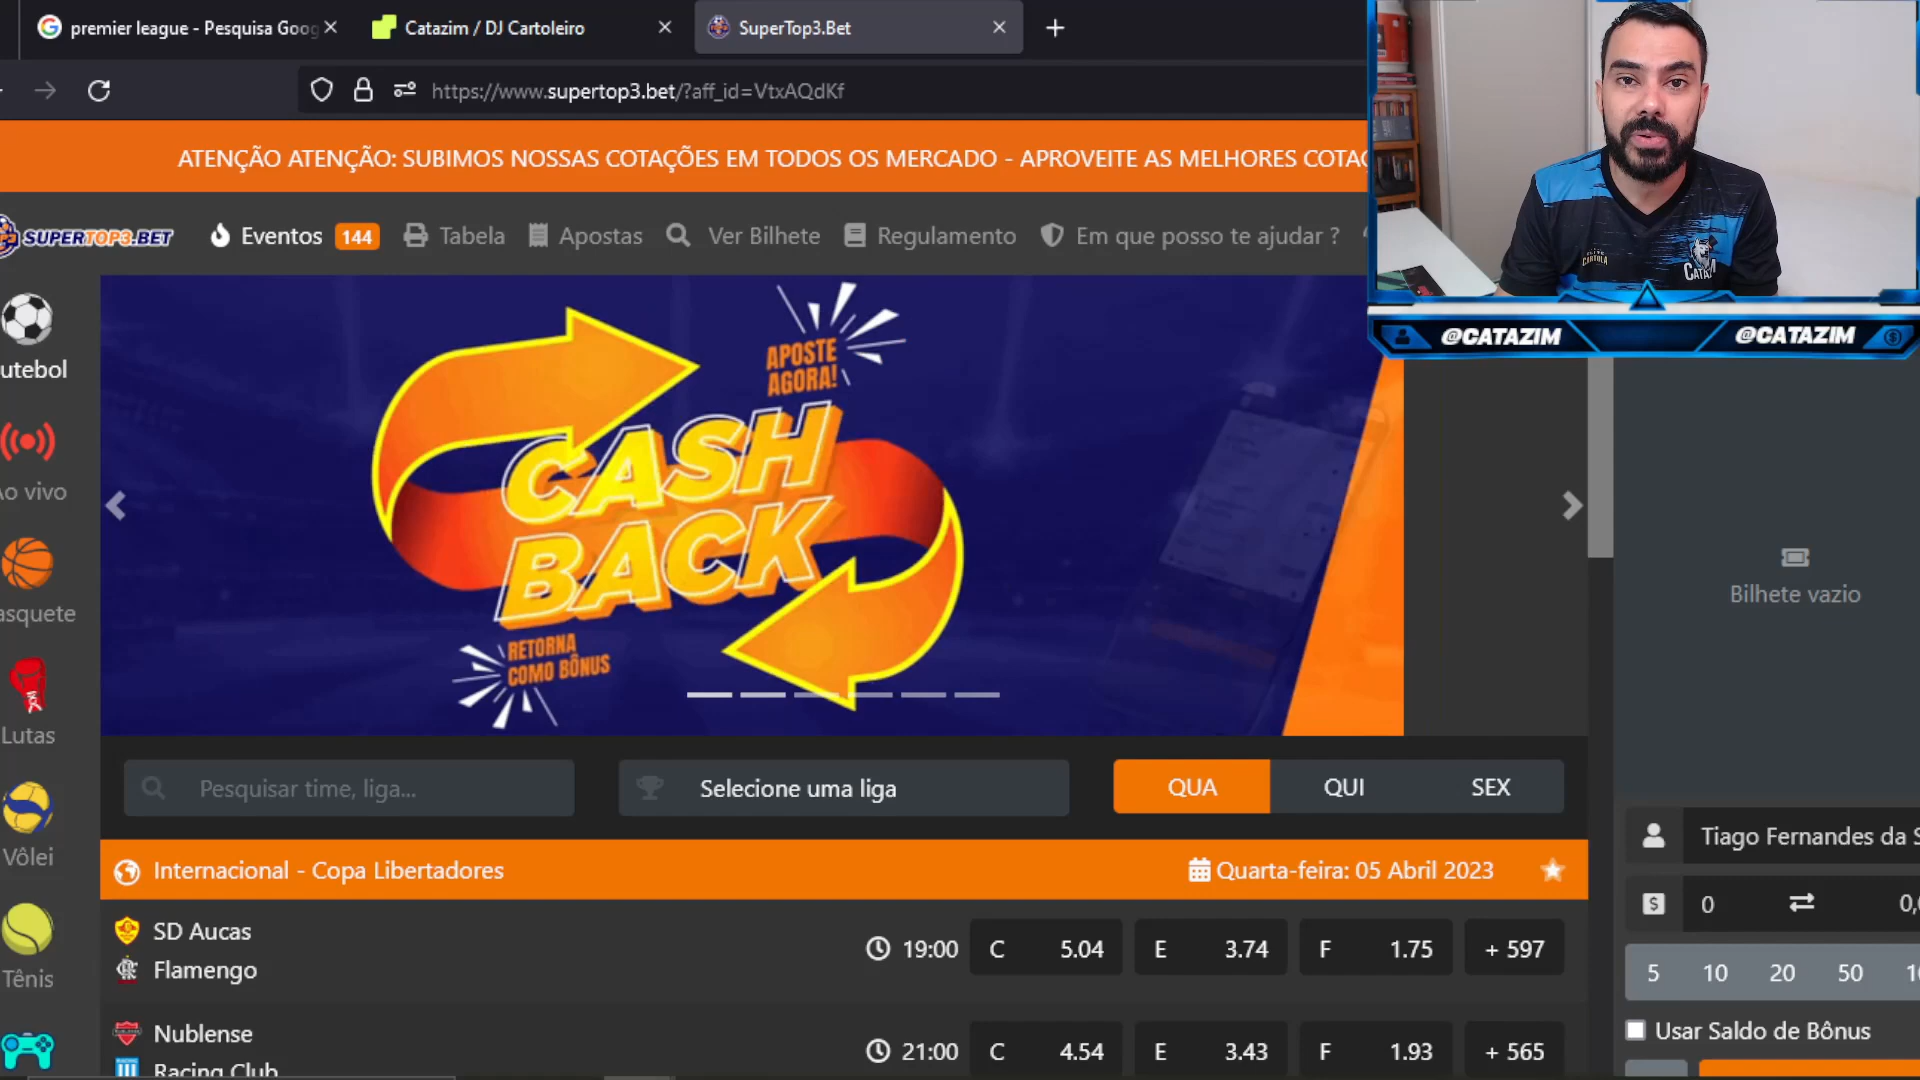 premier league - Pesquisa Goog
Catazim / DJ Cartoleiro
SuperTop3.Bet
https://www.supertop3.bet/?aff_id=VtxAQdKf
ATENÇÃO ATENÇÃO: SUBIMOS NOSSAS COTAÇÕES EM TODOS OS MERCADO - APROVEITE AS MELHORES COTAÇ
SUPERTOP3.BET
Eventos 144
Tabela
Apostas
Ver Bilhete
Regulamento
Em que posso te ajudar ?
CARTOLA
@CATAZIM
@CATAZIM
utebol
Ao vivo
asquete
Lutas
Vôlei
Tênis
APOSTE
AGORA!
CASH
BACK
RETORNA
COMO BÔNUS
Bilhete vazio
Pesquisar time, liga...
Selecione uma liga
QUA QUI SEX
Internacional - Copa Libertadores
Quarta-feira: 05 Abril 2023
SD Aucas
Flamengo
19:00 C 5.04 E 3.74 F 1.75 + 597
Nublense
Racing Club
21:00 C 4.54 E 3.43 F 1.93 + 565
Tiago Fernandes da S
0 0,
5 10 20 50 1
Usar Saldo de Bônus